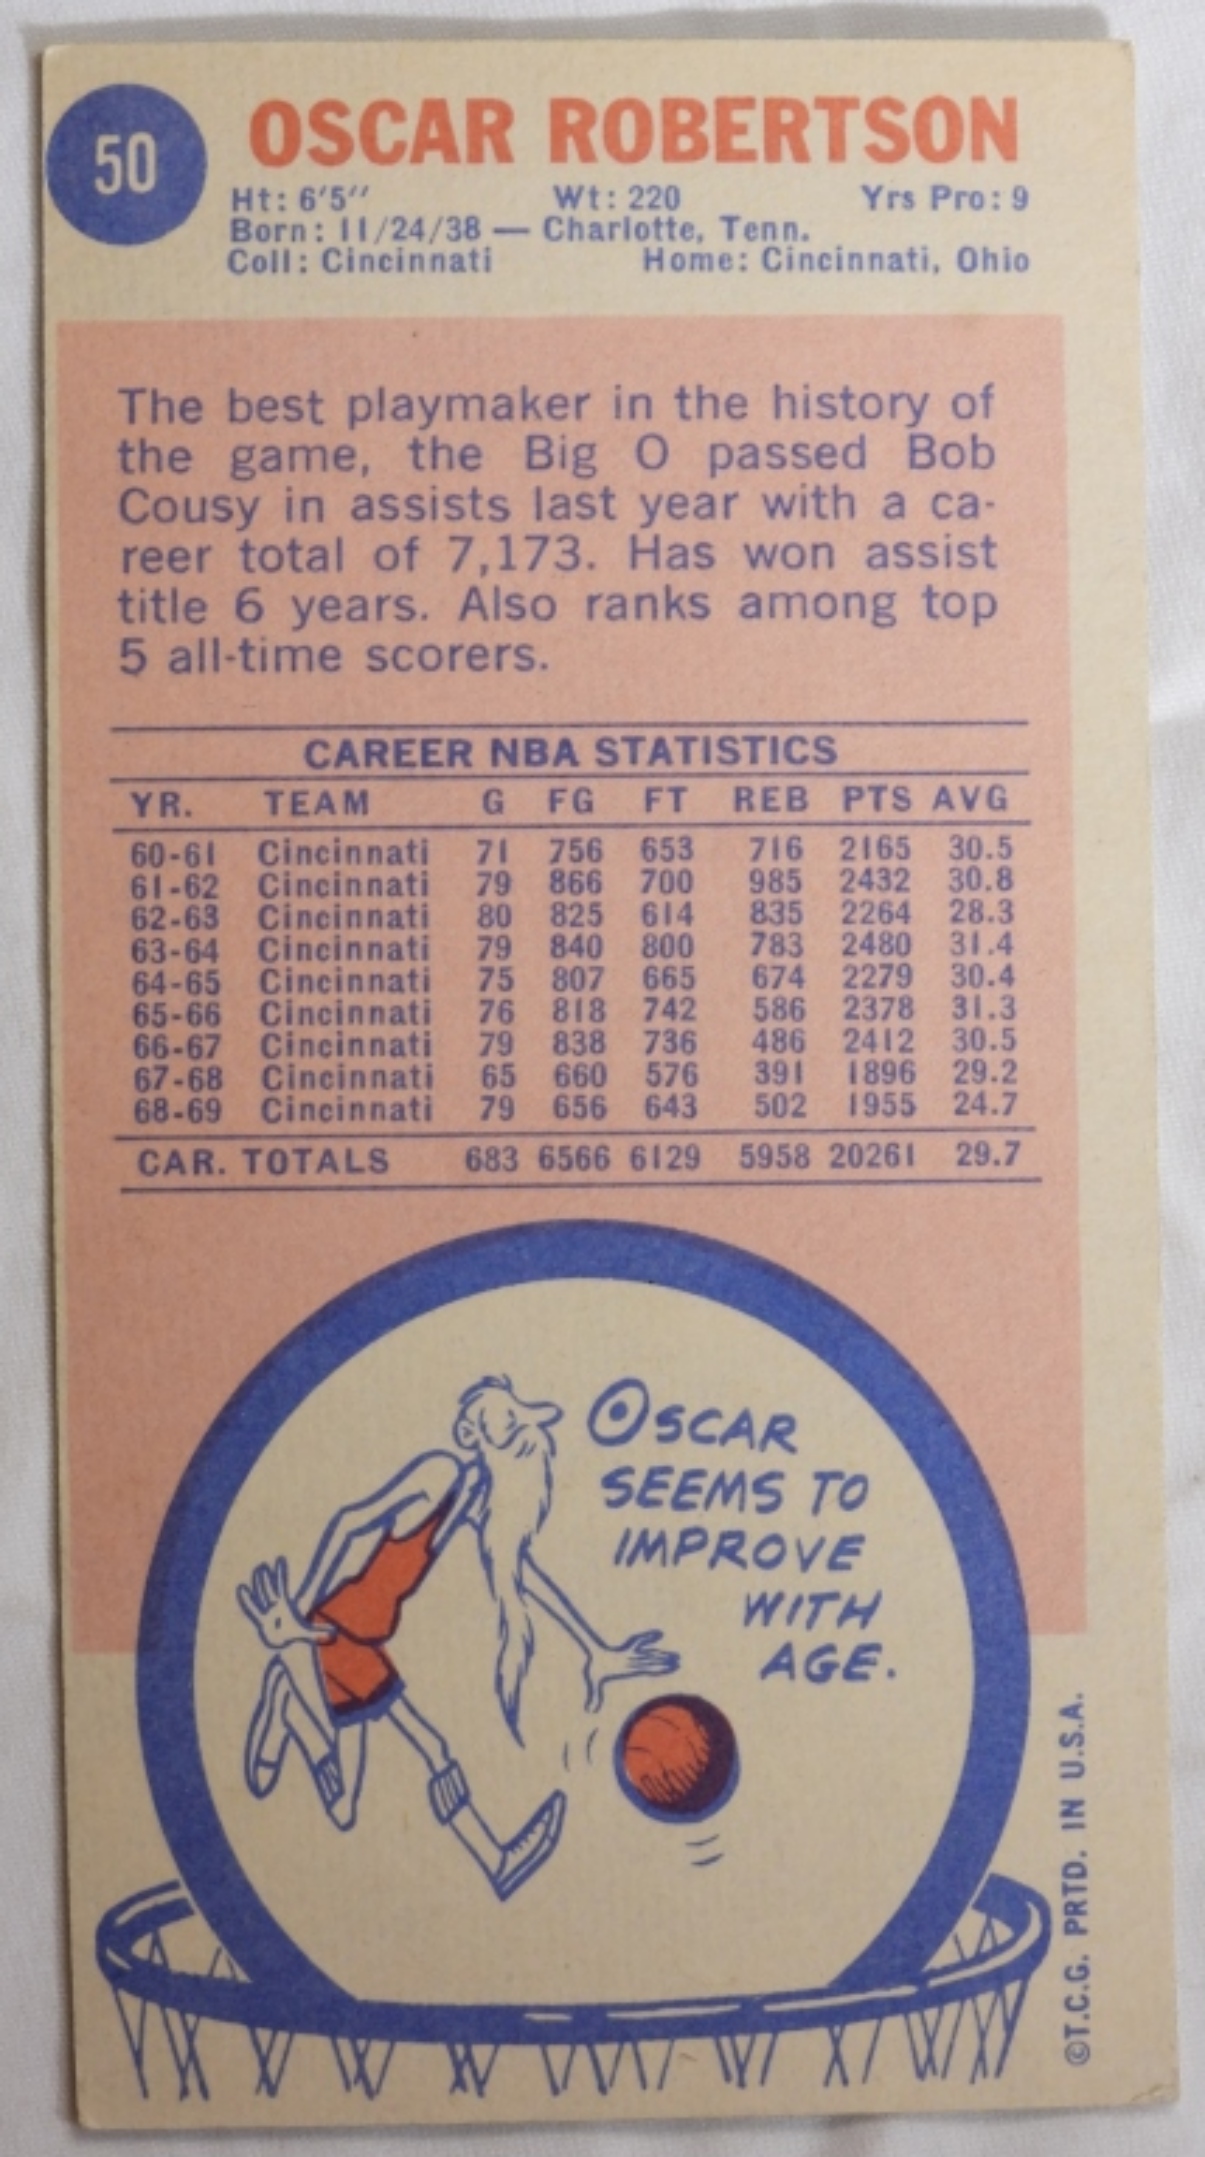 50
OSCAR ROBERTSON
Ht: 6'5" Wt: 220 Yrs Pro: 9
Born: 11/24/38 — Charlotte, Tenn.
Coll: Cincinnati Home: Cincinnati, Ohio
The best playmaker in the history of
the game, the Big O passed Bob
Cousy in assists last year with a ca-
reer total of 7,173. Has won assist
title 6 years. Also ranks among top
5 all-time scorers.
CAREER NBA STATISTICS
YR. TEAM G FG FT REB PTS AVG
60-61 Cincinnati 71 756 653 716 2165 30.5
61-62 Cincinnati 79 866 700 985 2432 30.8
62-63 Cincinnati 80 825 614 835 2264 28.3
63-64 Cincinnati 79 840 800 783 2480 31.4
64-65 Cincinnati 75 807 665 674 2279 30.4
65-66 Cincinnati 76 818 742 586 2378 31.3
66-67 Cincinnati 79 838 736 486 2412 30.5
67-68 Cincinnati 65 660 576 391 1896 29.2
68-69 Cincinnati 79 656 643 502 1955 24.7
CAR. TOTALS 683 6566 6129 5958 20261 29.7
OSCAR
SEEMS TO
IMPROVE
WITH
AGE.
©T.C.G. PRTD. IN U.S.A.